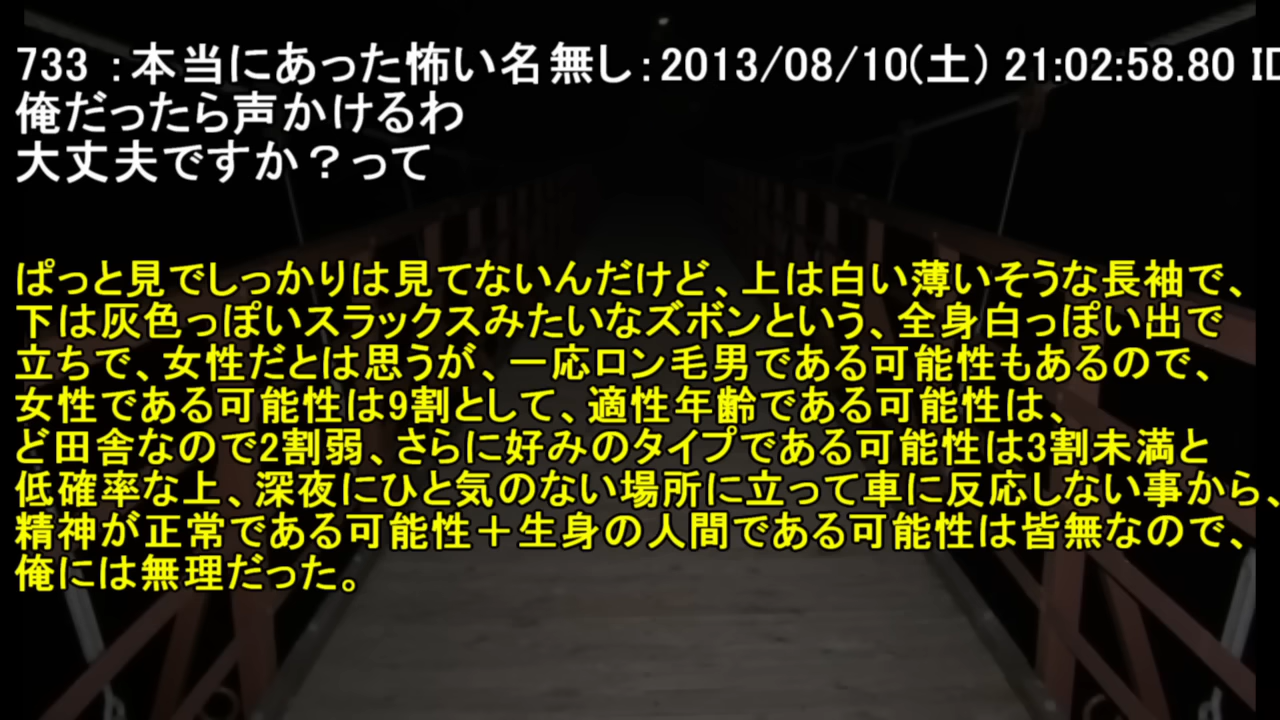 733 ：本当にあった怖い名無し：2013/08/10(土) 21:02:58.80 ID
俺だったら声かけるわ
大丈夫ですか？って
ぱっと見でしっかりは見てないんだけど、上は白い薄いそうな長袖で、
下は灰色っぽいスラックスみたいなズボンという、全身白っぽい出で
立ちで、女性だとは思うが、一応ロン毛男である可能性もあるので、
女性である可能性は9割として、適性年齢である可能性は、
ど田舎なので2割弱、さらに好みのタイプである可能性は3割未満と
低確率な上、深夜にひと気のない場所に立って車に反応しない事から、
精神が正常である可能性＋生身の人間である可能性は皆無なので、
俺には無理だった。